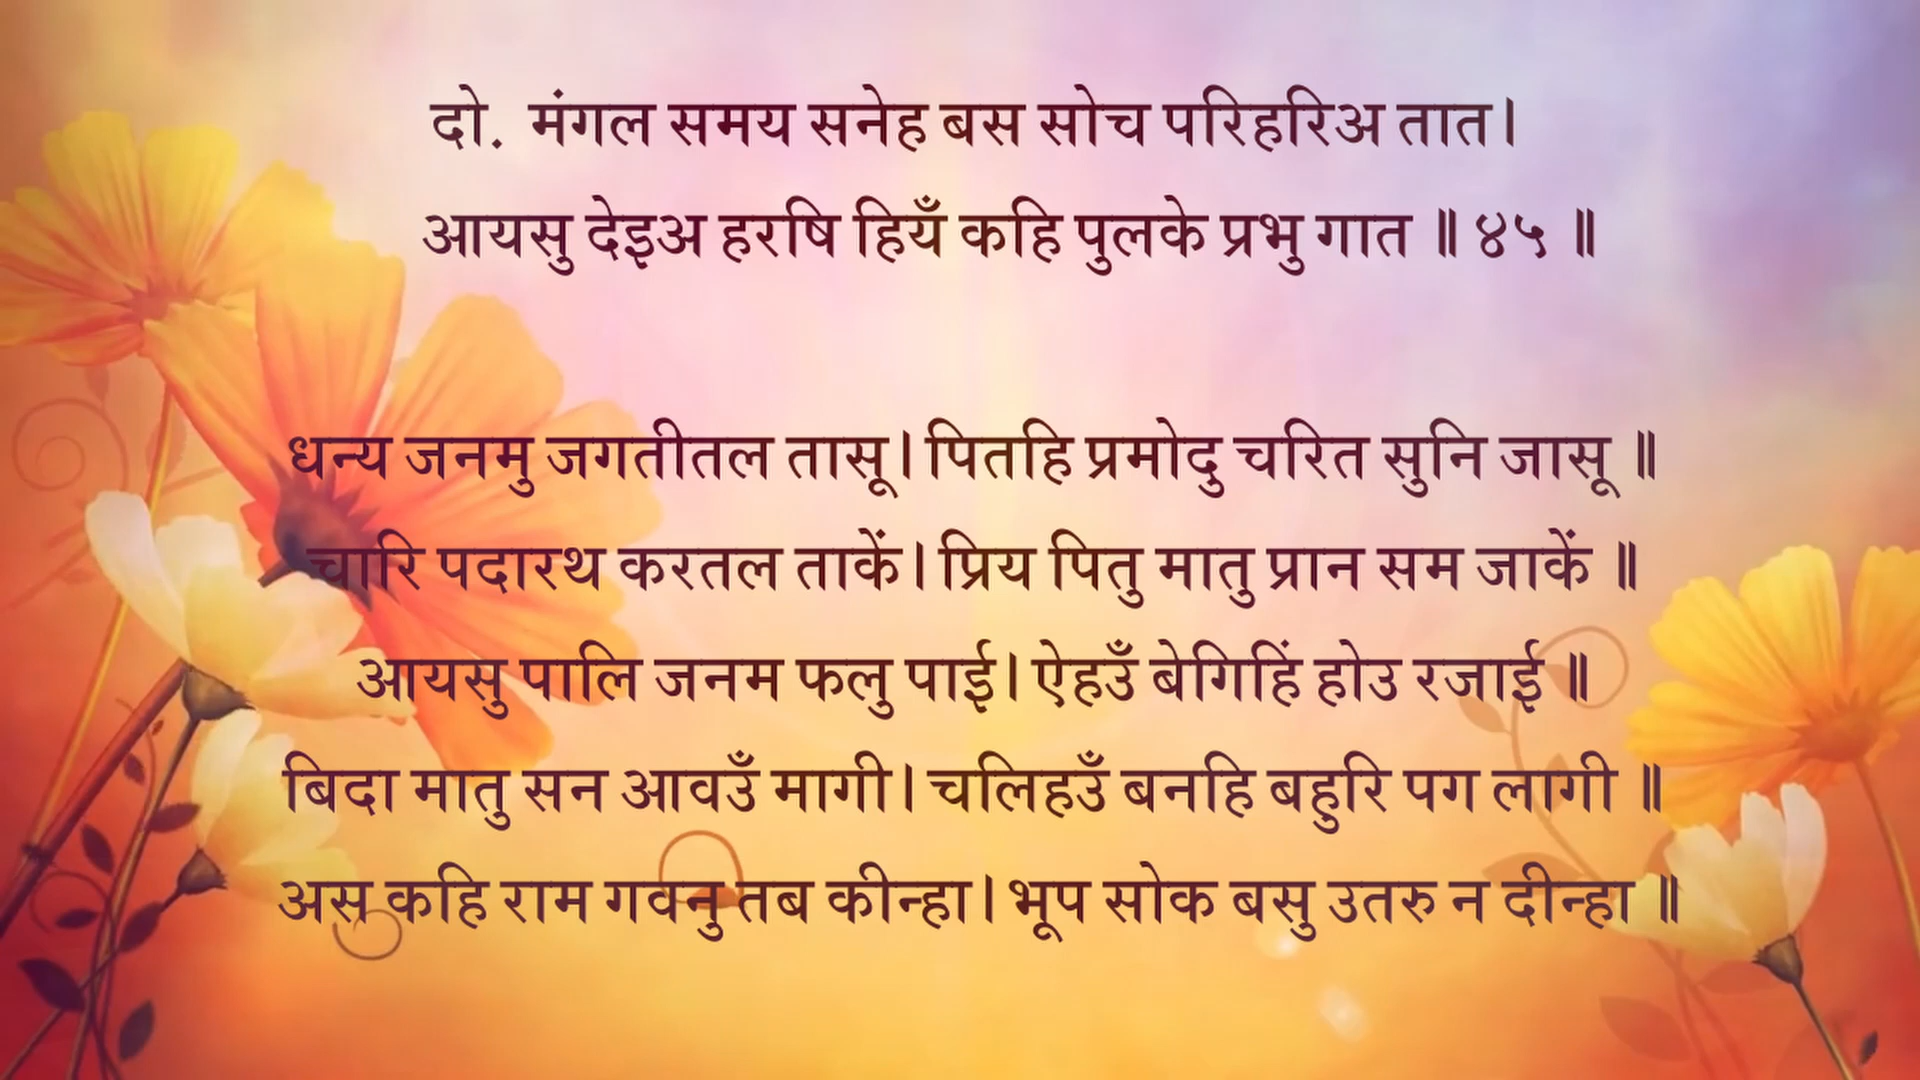 दो. मंगल समय सनेह बस सोच परिहरिअ तात।
आयसु देइअ हरषि हियँ कहि पुलके प्रभु गात ॥ ४५ ॥
धन्य जनमु जगतीतल तासू। पितहि प्रमोदु चरित सुनि जासू ॥
चारि पदारथ करतल ताकें। प्रिय पितु मातु प्रान सम जाकें ॥
आयसु पालि जनम फलु पाई। ऐहउँ बेगिहिं होउ रजाई ॥
बिदा मातु सन आवउँ मागी। चलिहउँ बनहि बहुरि पग लागी ॥
अस कहि राम गवनु तब कीन्हा। भूप सोक बसु उतरु न दीन्हा ॥